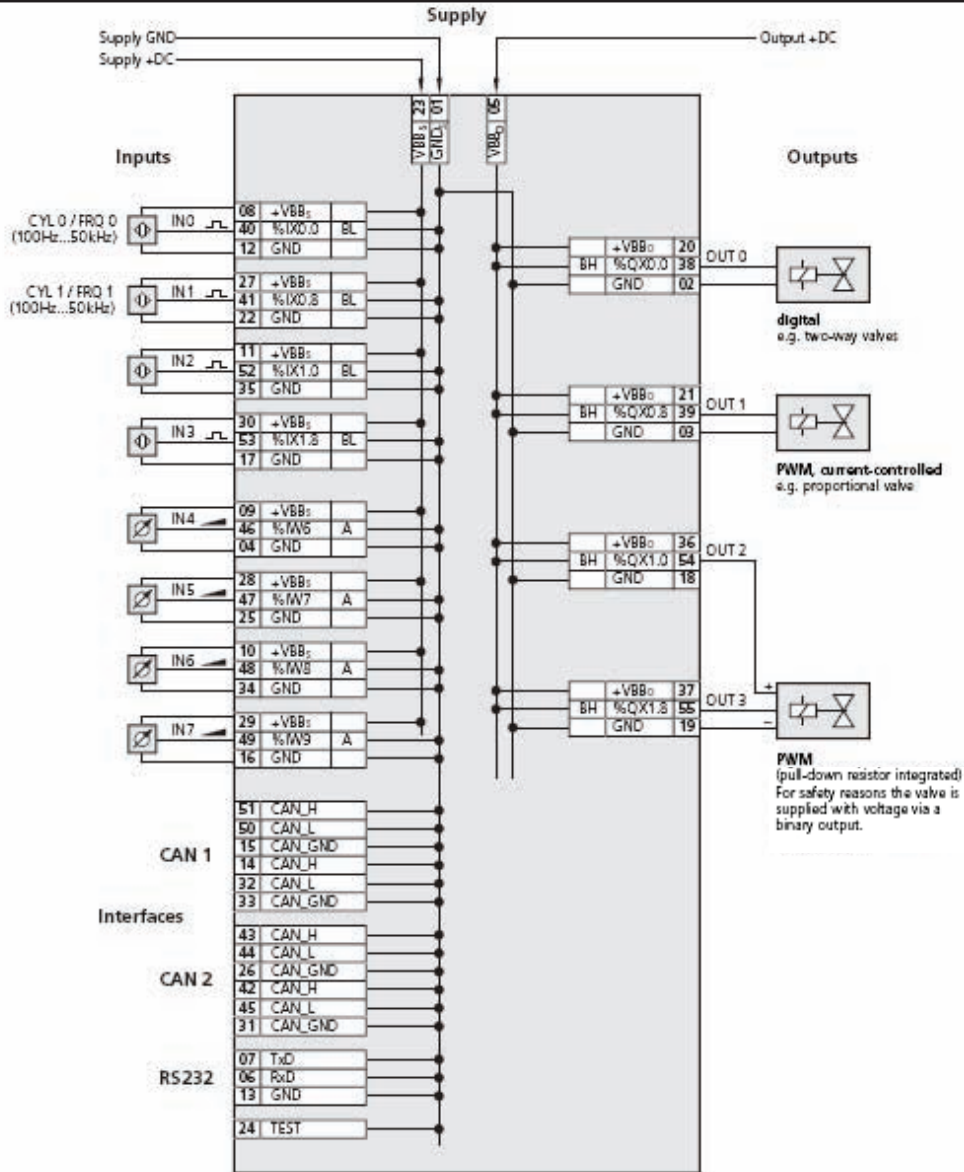 Supply
Supply GND
Supply +DC
Output +DC
VBBS 23
GNDS 01
VBBO 05
Inputs
Outputs
CYL 0 / FRQ 0
(100Hz...50kHz)
IN0
08 +VBBS
40 %IX0.0 BL
12 GND
CYL 1 / FRQ 1
(100Hz...50kHz)
IN1
27 +VBBS
41 %IX0.8 BL
22 GND
IN2
11 +VBBS
52 %IX1.0 BL
35 GND
IN3
30 +VBBS
53 %IX1.8 BL
17 GND
IN4
09 +VBBS
46 %IW6 A
04 GND
IN5
28 +VBBS
47 %IW7 A
25 GND
IN6
10 +VBBS
48 %IW8 A
34 GND
IN7
29 +VBBS
49 %IW9 A
16 GND
+VBBO 20
BH %QX0.0 38
GND 02
OUT 0
digital
e.g. two-way valves
+VBBO 21
BH %QX0.8 39
GND 03
OUT 1
PWM, current-controlled
e.g. proportional valve
+VBBO 36
BH %QX1.0 54
GND 18
OUT 2
+VBBO 37
BH %QX1.8 55
GND 19
OUT 3
+
–
PWM
(pull-down resistor integrated)
For safety reasons the valve is
supplied with voltage via a
binary output.
Interfaces
CAN 1
51 CAN_H
50 CAN_L
15 CAN_GND
14 CAN_H
32 CAN_L
33 CAN_GND
CAN 2
43 CAN_H
44 CAN_L
26 CAN_GND
42 CAN_H
45 CAN_L
31 CAN_GND
RS232
07 TxD
06 RxD
13 GND
24 TEST